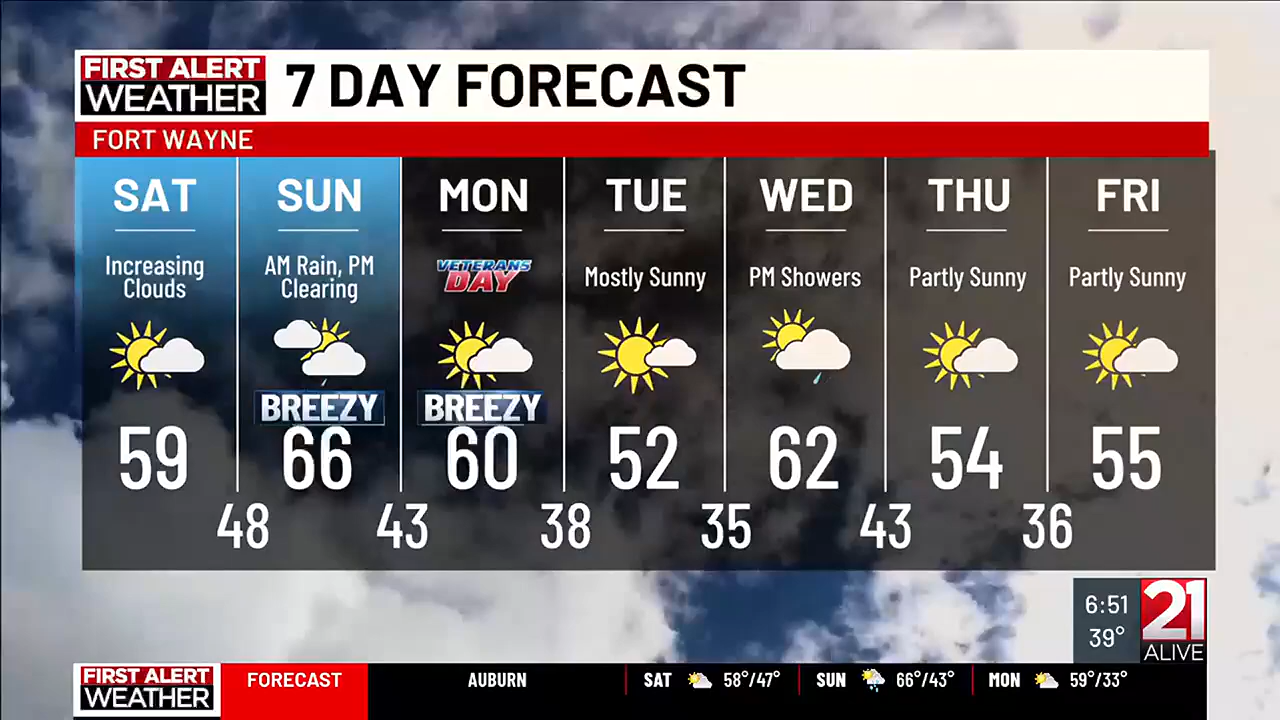 FIRST ALERT
WEATHER
7 DAY FORECAST
FORT WAYNE
SAT
Increasing
Clouds
59
SUN
AM Rain, PM
Clearing
BREEZY
66
MON
VETERANS
DAY
BREEZY
60
TUE
Mostly Sunny
52
WED
PM Showers
62
THU
Partly Sunny
54
FRI
Partly Sunny
55
48 43 38 35 43 36
6:51
39°
21
ALIVE
FIRST ALERT
WEATHER
FORECAST
AUBURN SAT 58°/47° SUN 66°/43° MON 59°/33°